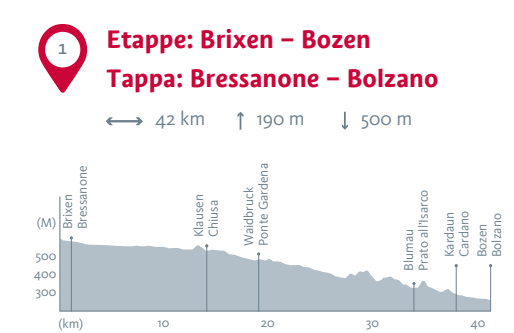 1
Etappe: Brixen – Bozen
Tappa: Bressanone – Bolzano
↔ 42 km ↑ 190 m ↓ 500 m
Brixen
Bressanone
Klausen
Chiusa
Waidbruck
Ponte Gardena
Blumau
Prato all'Isarco
Kardaun
Cardano
Bozen
Bolzano
(M)
500
400
300
(km) 10 20 30 40